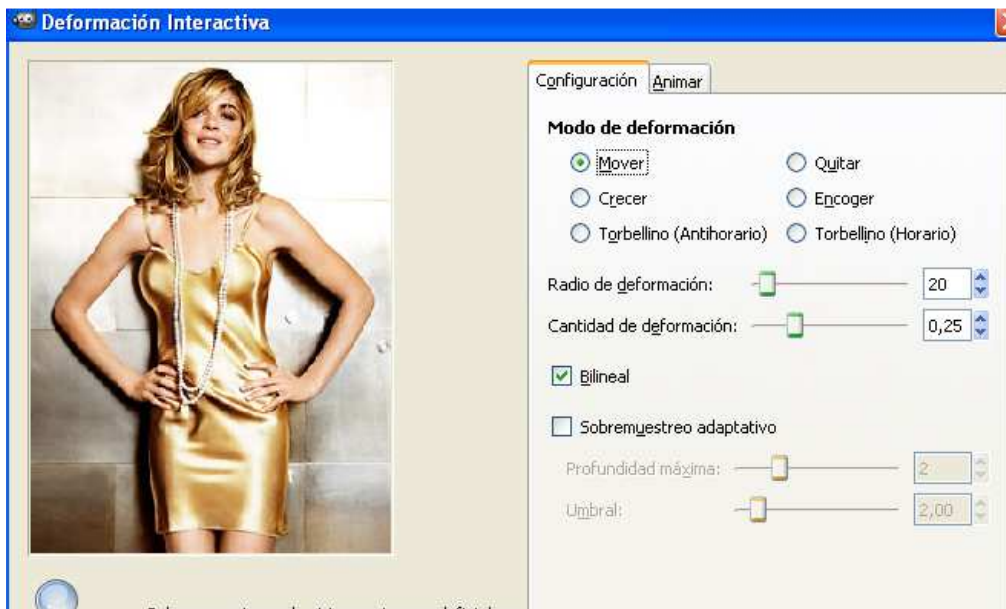 Deformación Interactiva
Configuración Animar
Modo de deformación
Mover Quitar
Crecer Encoger
Torbellino (Antihorario) Torbellino (Horario)
Radio de deformación: 20
Cantidad de deformación: 0,25
Bilineal
Sobremuestreo adaptativo
Profundidad máxima: 2
Umbral: 2,00